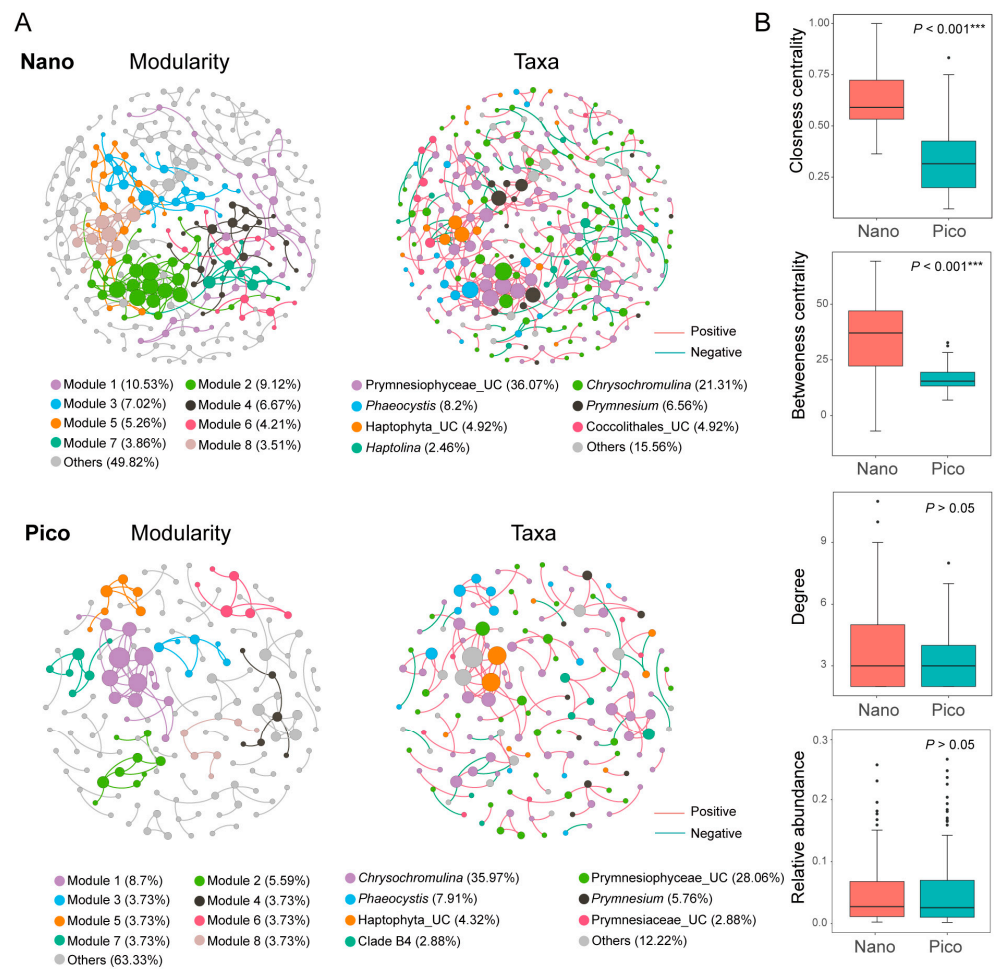 A
Nano
Modularity
Taxa
Positive
Negative
Module 1 (10.53%)
Module 2 (9.12%)
Module 3 (7.02%)
Module 4 (6.67%)
Module 5 (5.26%)
Module 6 (4.21%)
Module 7 (3.86%)
Module 8 (3.51%)
Others (49.82%)
Prymnesiophyceae_UC (36.07%)
Chrysochromulina (21.31%)
Phaeocystis (8.2%)
Prymnesium (6.56%)
Haptophyta_UC (4.92%)
Coccolithales_UC (4.92%)
Haptolina (2.46%)
Others (15.56%)
Pico
Modularity
Taxa
Positive
Negative
Module 1 (8.7%)
Module 2 (5.59%)
Module 3 (3.73%)
Module 4 (3.73%)
Module 5 (3.73%)
Module 6 (3.73%)
Module 7 (3.73%)
Module 8 (3.73%)
Others (63.33%)
Chrysochromulina (35.97%)
Prymnesiophyceae_UC (28.06%)
Phaeocystis (7.91%)
Prymnesium (5.76%)
Haptophyta_UC (4.32%)
Prymnesiaceae_UC (2.88%)
Clade B4 (2.88%)
Others (12.22%)
B
Closness centrality
1.00
0.75
0.50
0.25
P < 0.001***
Nano
Pico
Betweeness centrality
50
25
0
P < 0.001***
Nano
Pico
Degree
9
6
3
P > 0.05
Nano
Pico
Relative abundance
0.3
0.2
0.1
0.0
P > 0.05
Nano
Pico